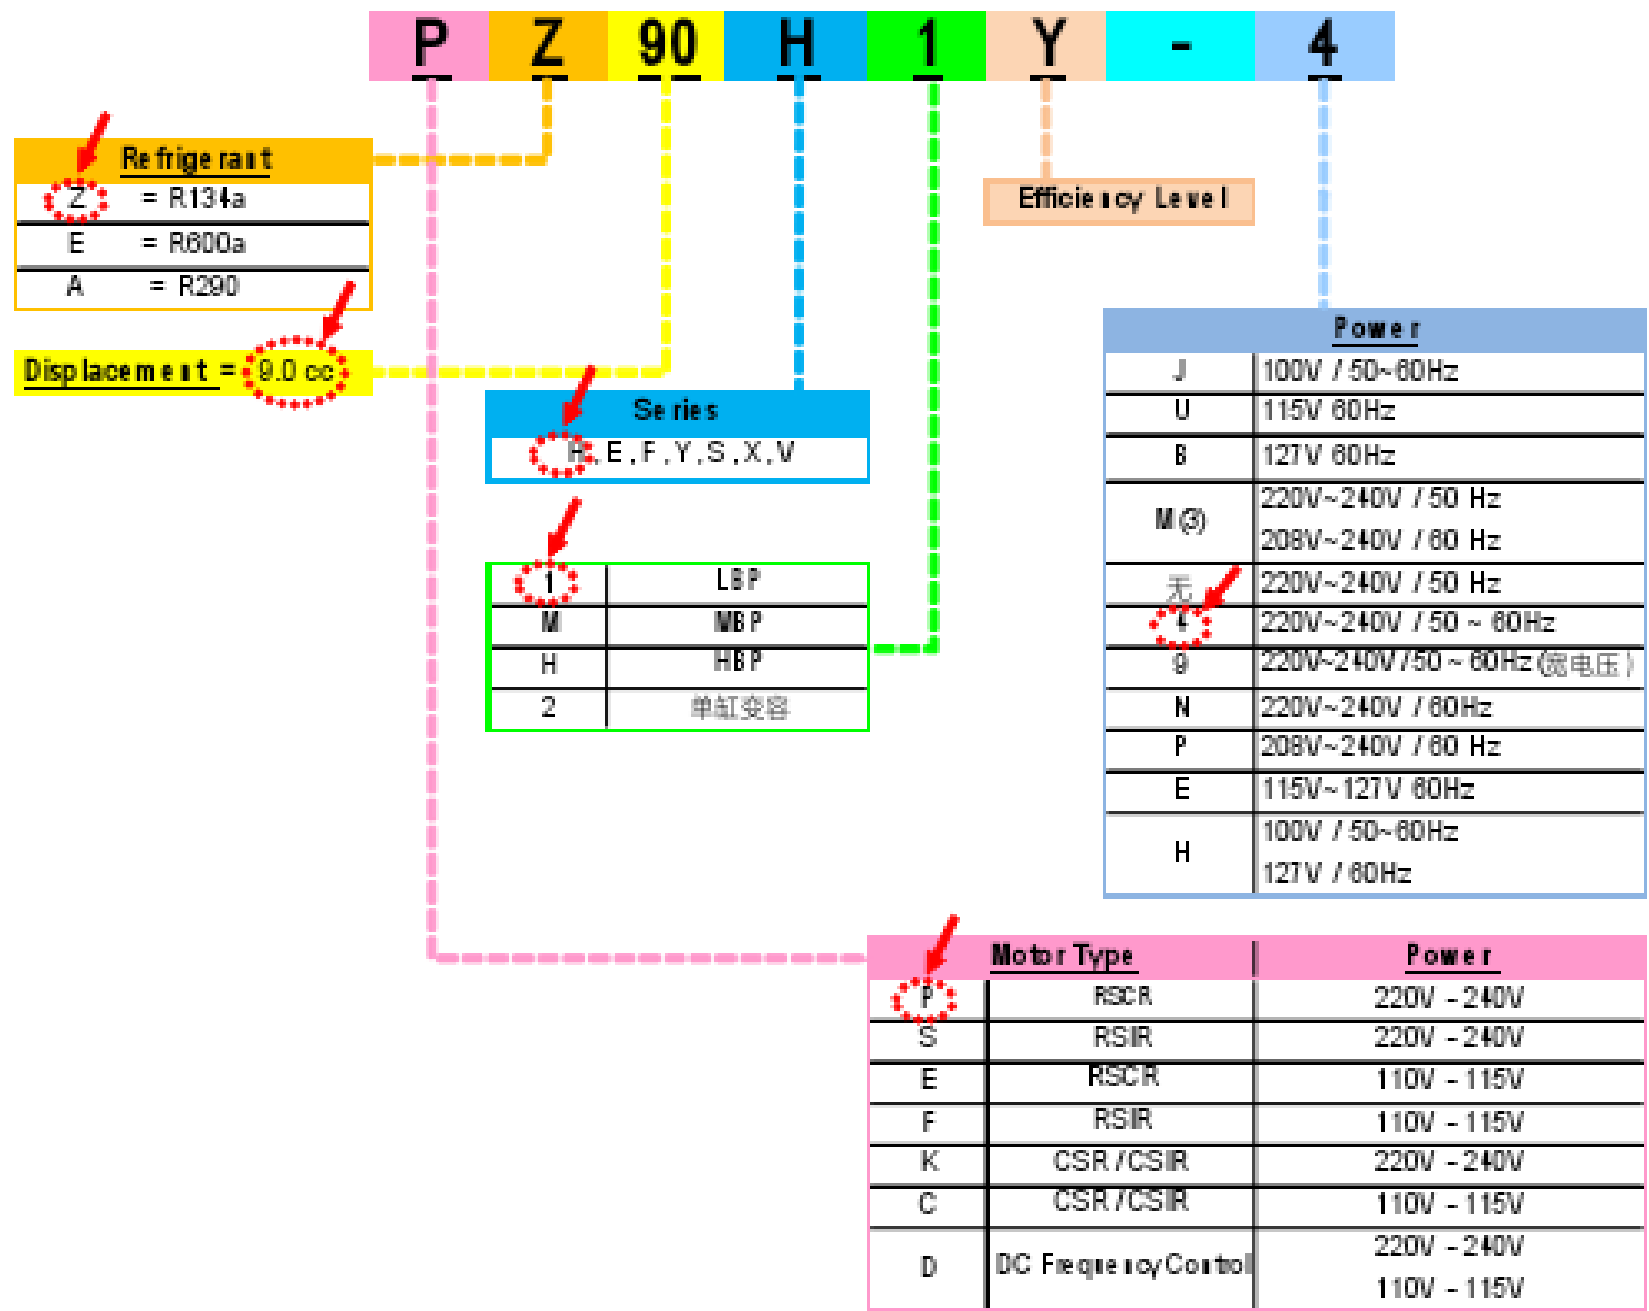 P Z 90 H 1 Y - 4
Refrigerant
Z = R134a
E = R600a
A = R290
Displacement = 9.0 cc
Series
H , E , F , Y , S , X , V
1 LBP
M MBP
H HBP
2 单缸变容
Efficiency Level
Power
J 100V / 50~60Hz
U 115V 60Hz
B 127V 60Hz
M(3) 220V~240V / 50 Hz
208V~240V / 60 Hz
无 220V~240V / 50 Hz
4 220V~240V / 50 ~ 60Hz
9 220V~240V/50 ~ 60Hz(宽电压)
N 220V~240V / 60Hz
P 208V~240V / 60 Hz
E 115V~127V 60Hz
H 100V / 50~60Hz
127V / 60Hz
Motor Type Power
P RSCR 220V - 240V
S RSIR 220V - 240V
E RSCR 110V - 115V
F RSIR 110V - 115V
K CSR / CSIR 220V - 240V
C CSR / CSIR 110V - 115V
D DC Frequency Control 220V - 240V
110V - 115V